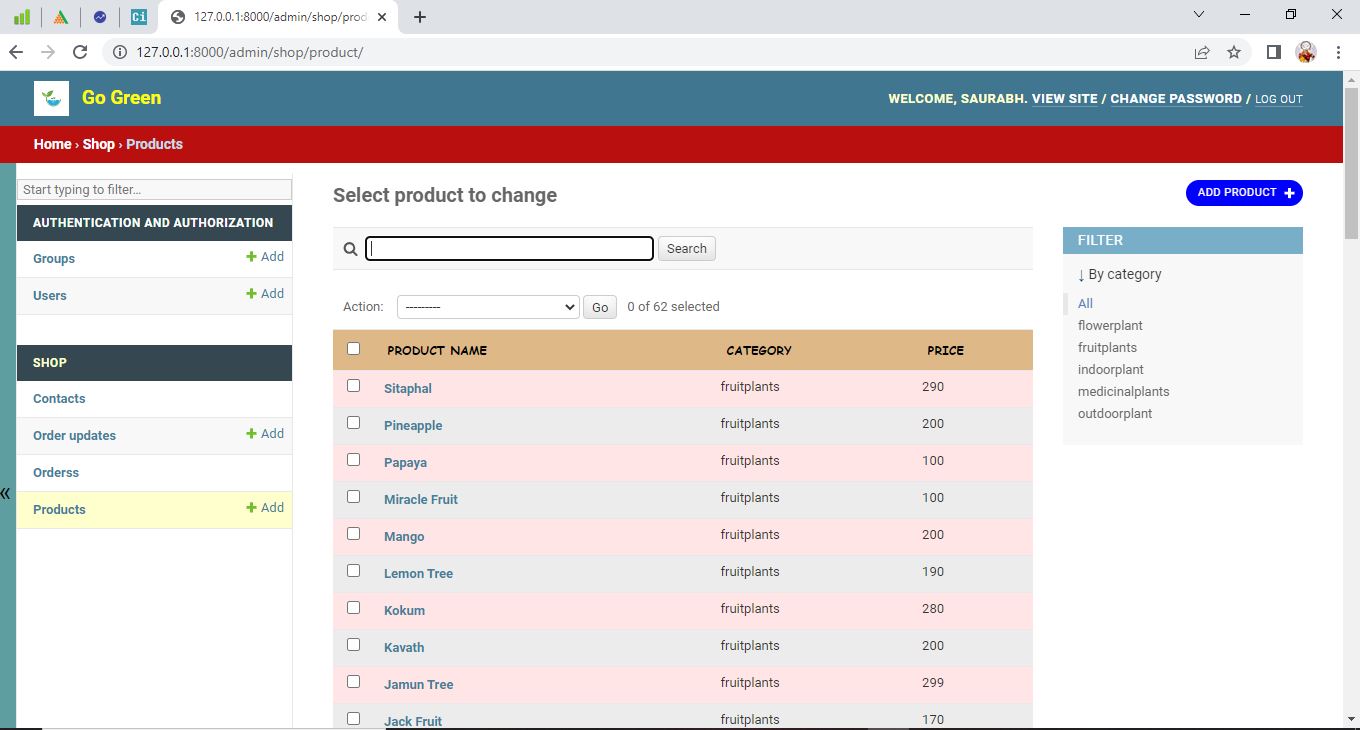 Ci
127.0.0.1:8000/admin/shop/prod
127.0.0.1:8000/admin/shop/product/
Go Green
WELCOME, SAURABH. VIEW SITE / CHANGE PASSWORD / LOG OUT
Home › Shop › Products
Start typing to filter...
AUTHENTICATION AND AUTHORIZATION
Groups + Add
Users + Add
SHOP
Contacts
Order updates + Add
Orderss
Products + Add
«
Select product to change
ADD PRODUCT +
Search
Action: --------- Go 0 of 62 selected
PRODUCT NAME CATEGORY PRICE
Sitaphal fruitplants 290
Pineapple fruitplants 200
Papaya fruitplants 100
Miracle Fruit fruitplants 100
Mango fruitplants 200
Lemon Tree fruitplants 190
Kokum fruitplants 280
Kavath fruitplants 200
Jamun Tree fruitplants 299
Jack Fruit fruitplants 170
FILTER
↓ By category
All
flowerplant
fruitplants
indoorplant
medicinalplants
outdoorplant